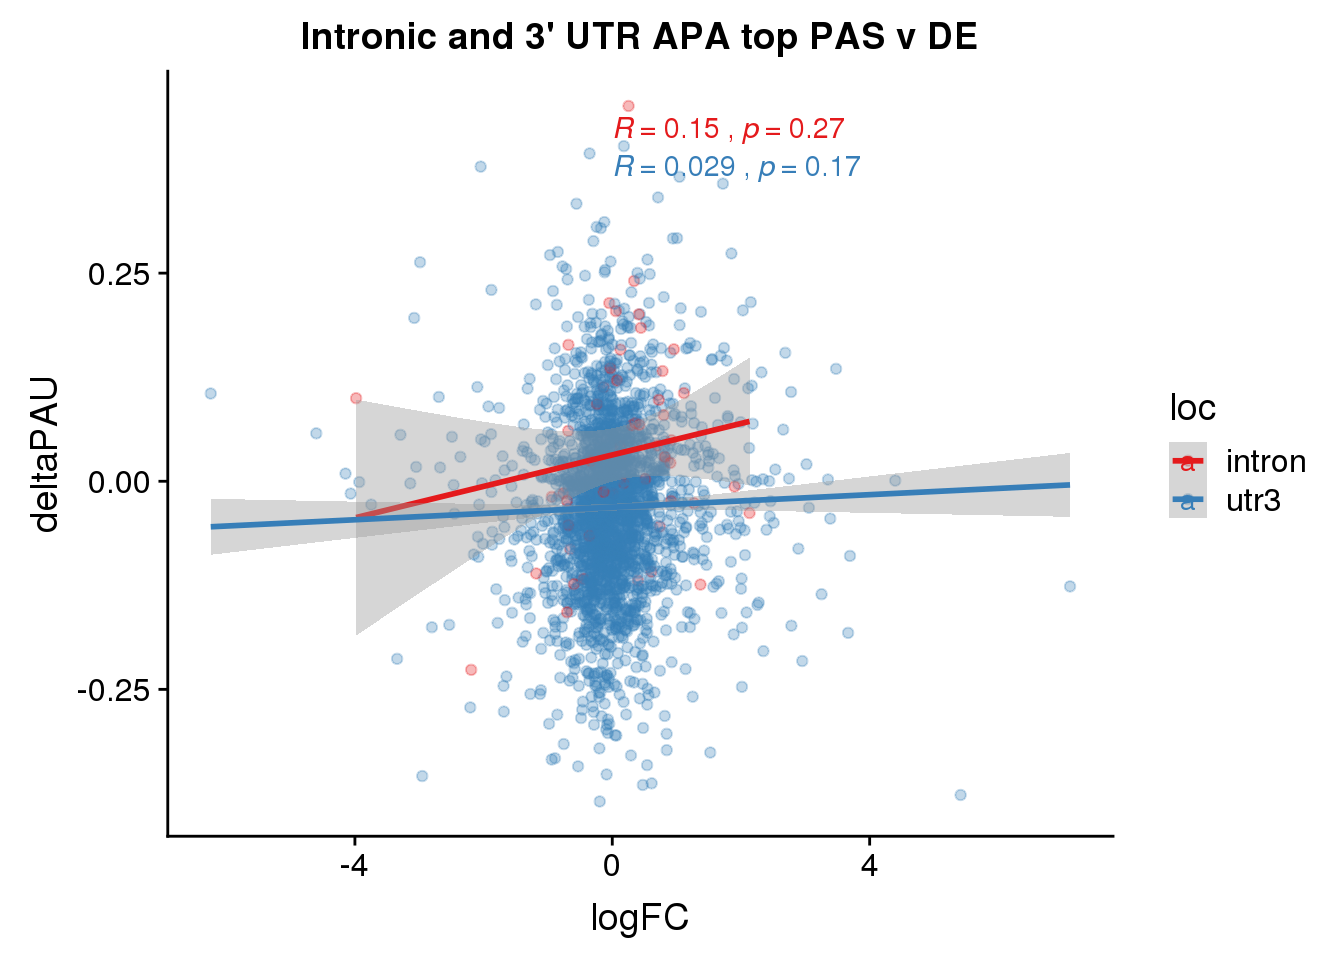 Intronic and 3' UTR APA top PAS v DE
R = 0.15 , p = 0.27
R = 0.029 , p = 0.17
deltaPAU
0.25
0.00
-0.25
-4
0
4
logFC
loc
a intron
a utr3